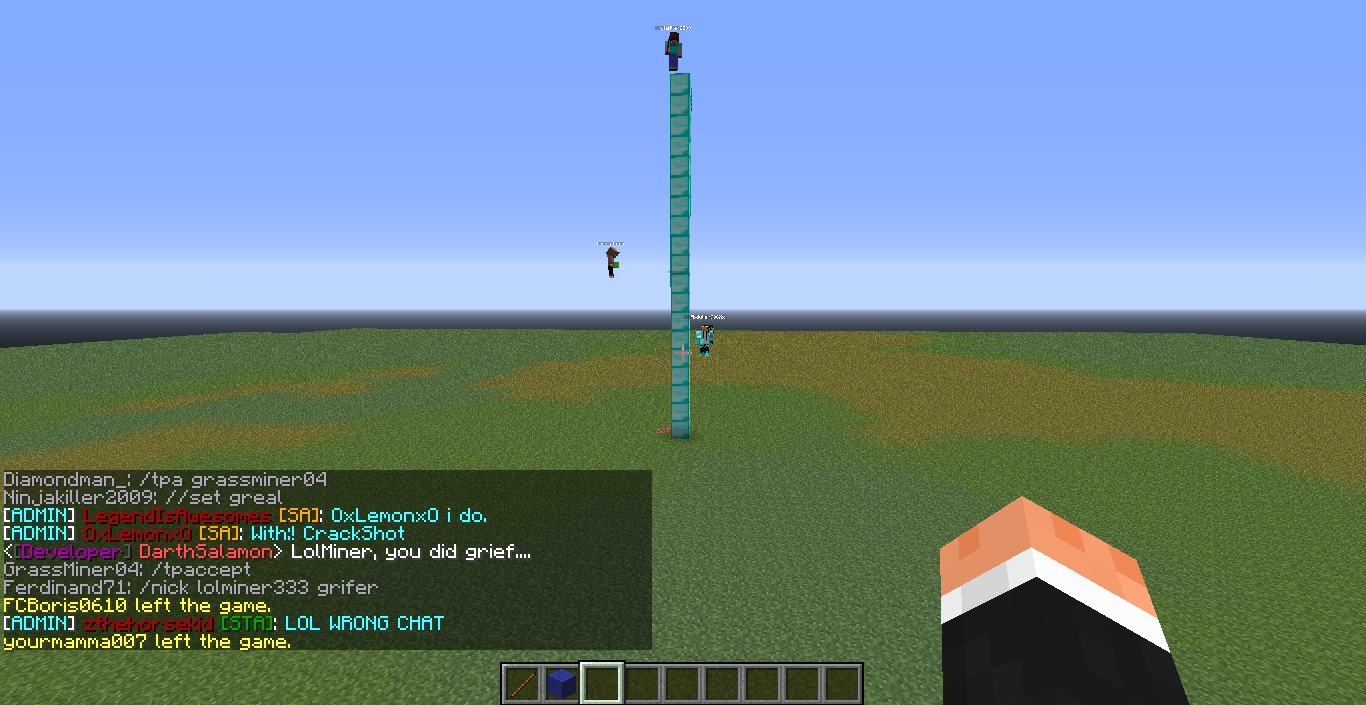 Diamondman_: /tpa grassminer04
Ninjakiller2009: //set greal
[ADMIN] LegendIsAwesomes [SA]: OxLemonxO i do.
[ADMIN] OxLemonxO [SA]: With:! CrackShot
<[Developer] DarthSalamon> LolMiner, you did grief....
GrassMiner04: /tpaccept
Ferdinand71: /nick lolminer333 grifer
FCBoris0610 left the game.
[ADMIN] zthehorsekid [STA]: LOL WRONG CHAT
yourmamma007 left the game.